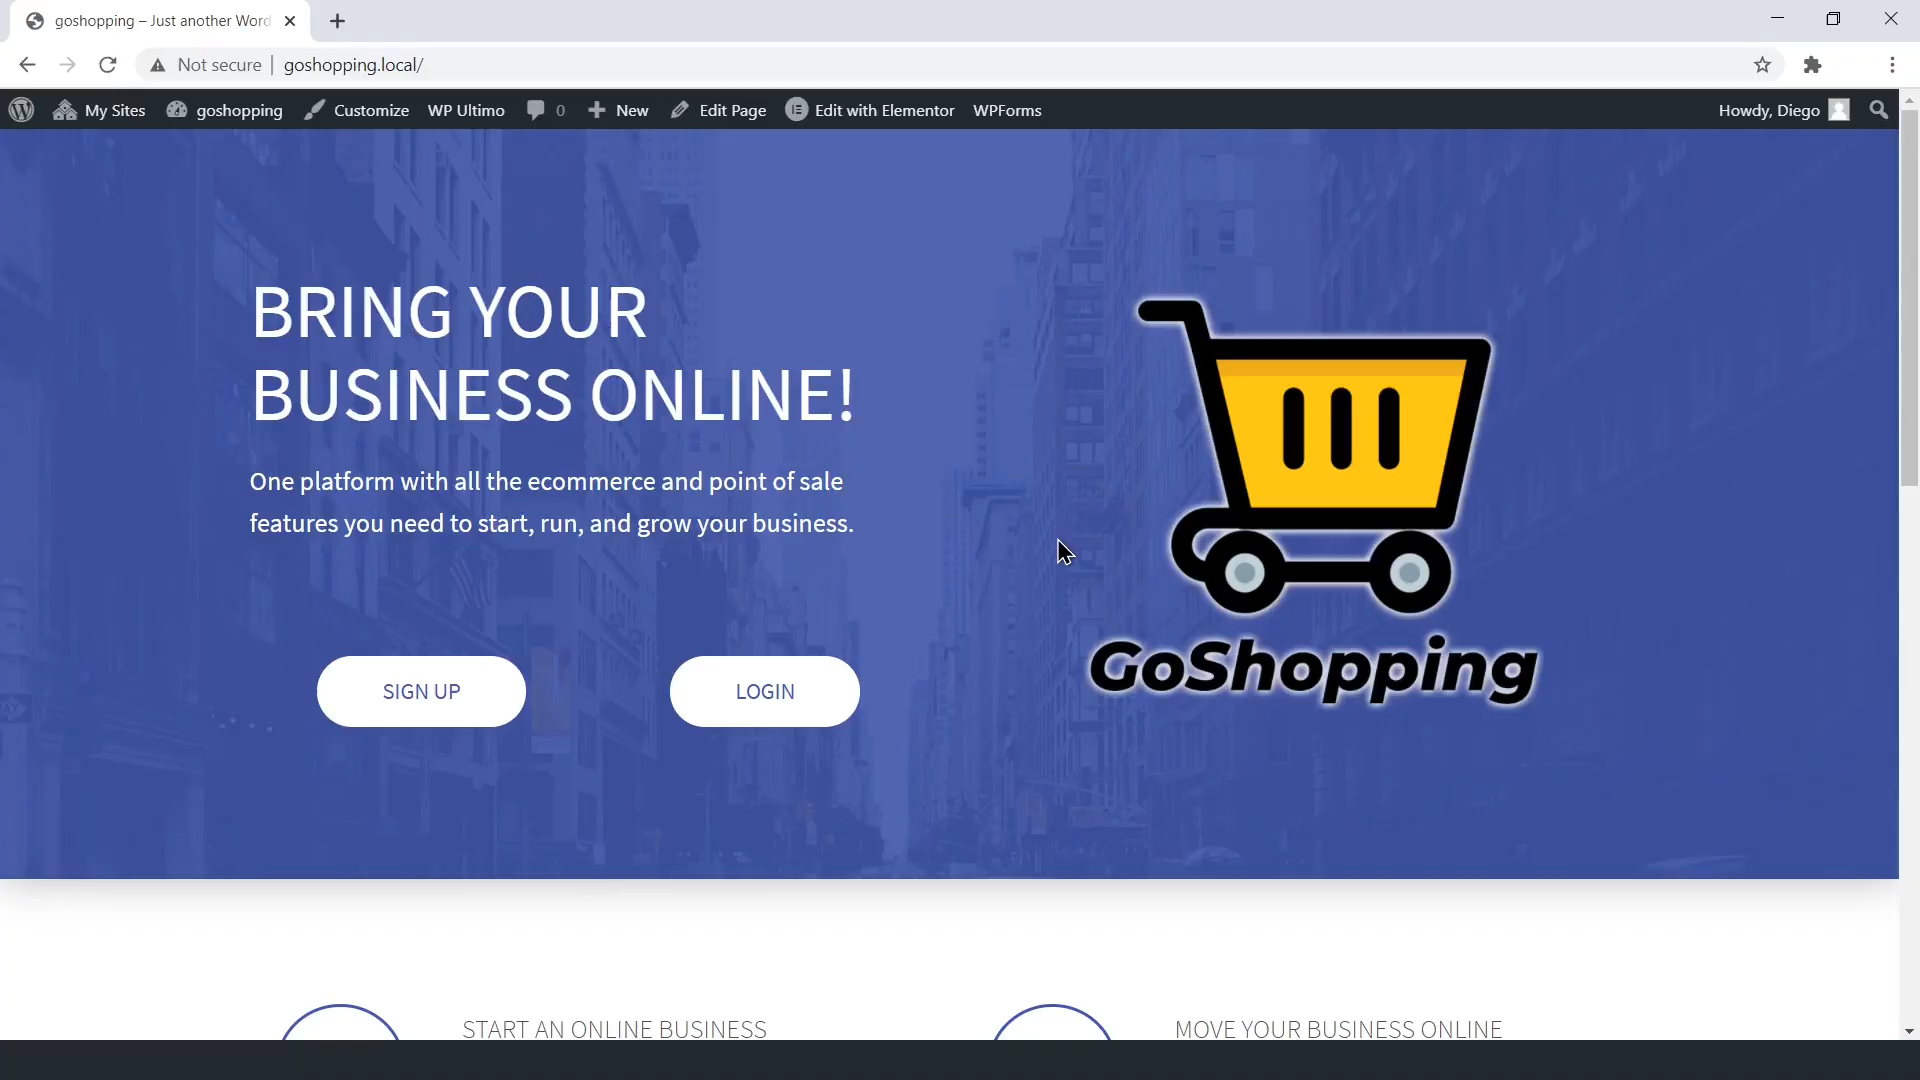 goshopping – Just another Word
Not secure
goshopping.local/
My Sites
goshopping
Customize
WP Ultimo
0
New
Edit Page
Edit with Elementor
WPForms
Howdy, Diego
BRING YOUR
BUSINESS ONLINE!
One platform with all the ecommerce and point of sale
features you need to start, run, and grow your business.
SIGN UP
LOGIN
GoShopping
START AN ONLINE BUSINESS
MOVE YOUR BUSINESS ONLINE